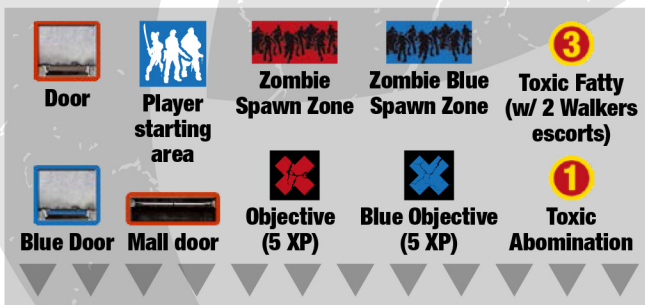 Door
Player
starting
area
Zombie
Spawn Zone
Zombie Blue
Spawn Zone
3
Toxic Fatty
(w/ 2 Walkers
escorts)
Blue Door
Mall door
Objective
(5 XP)
Blue Objective
(5 XP)
1
Toxic
Abomination